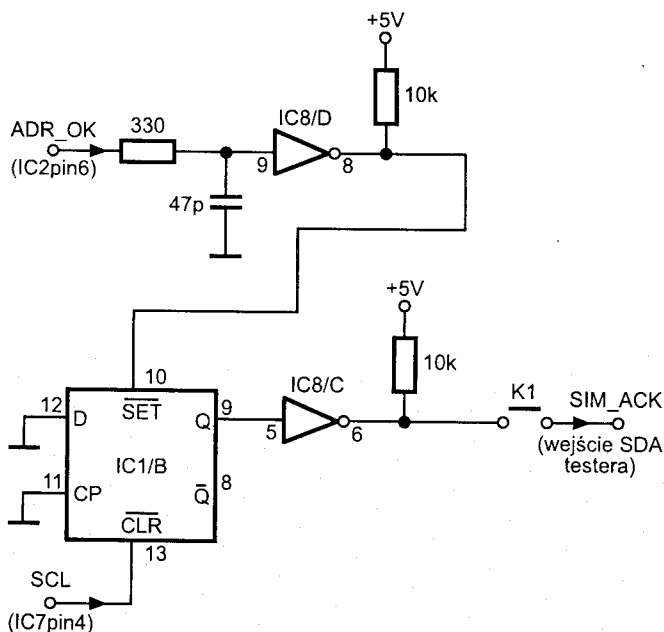 +5V
10k
ADR_OK
330
IC8/D
(IC2pin6)
9
8
47p
+5V
10k
10
IC8/C
K1
SIM_ACK
12
D
SET
Q
9
5
6
(wejście SDA
testera)
IC1/B
11
CP
Q
8
CLR
13
SCL
(IC7pin4)